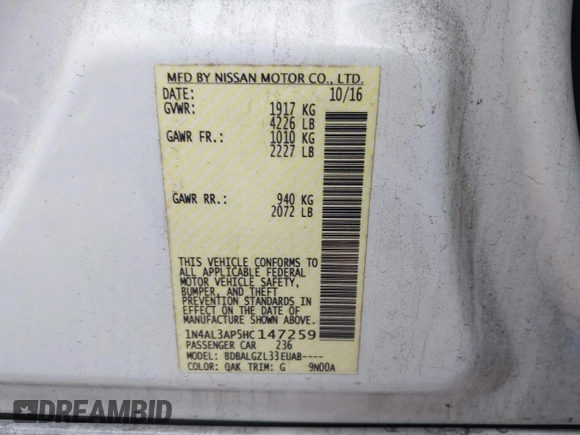 MFD BY NISSAN MOTOR CO., LTD.
DATE: 10/16
GVWR: 1917 KG
4226 LB
GAWR FR.: 1010 KG
2227 LB
GAWR RR.: 940 KG
2072 LB
THIS VEHICLE CONFORMS TO
ALL APPLICABLE FEDERAL
MOTOR VEHICLE SAFETY,
BUMPER, AND THEFT
PREVENTION STANDARDS IN
EFFECT ON THE DATE OF
MANUFACTURE SHOWN ABOVE.
1N4AL3AP5HC147259
PASSENGER CAR 236
MODEL: BDBALGZL33EUAB----
COLOR: QAK TRIM: G 9N00A
DREAMBID